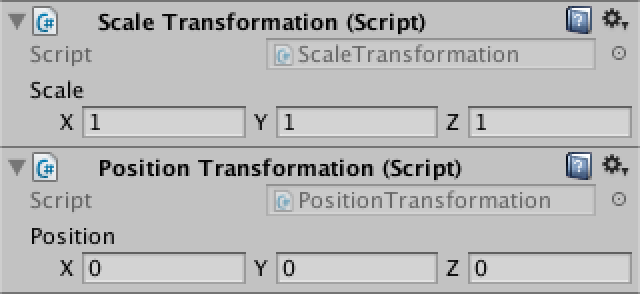 Scale Transformation (Script)
Script ScaleTransformation
Scale
X 1 Y 1 Z 1
Position Transformation (Script)
Script PositionTransformation
Position
X 0 Y 0 Z 0